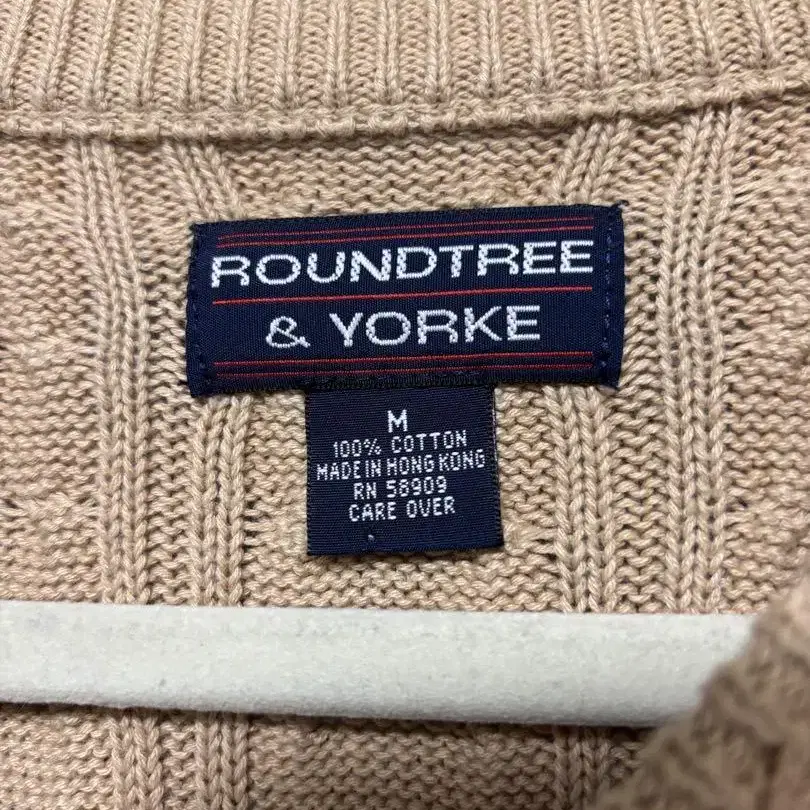 ROUNDTREE
& YORKE
M
100% COTTON
MADE IN HONG KONG
RN 58909
CARE OVER